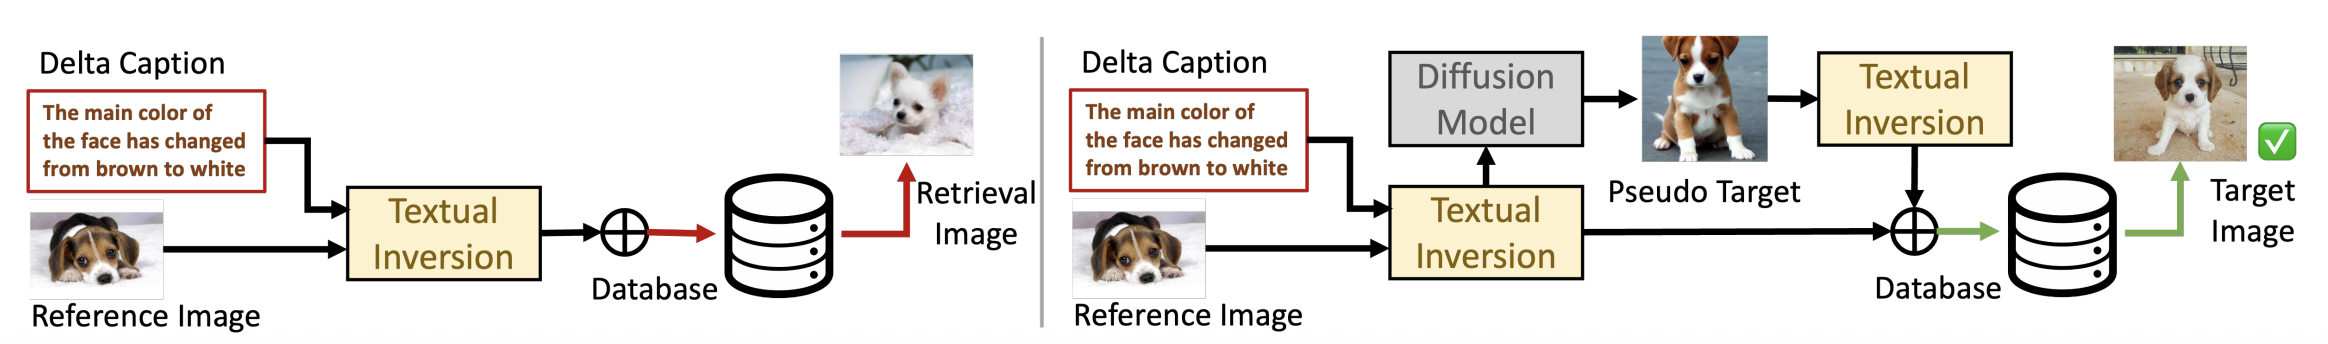 Delta Caption
The main color of
the face has changed
from brown to white
Reference Image
Textual
Inversion
Database
Retrieval
Image
Delta Caption
The main color of
the face has changed
from brown to white
Reference Image
Diffusion
Model
Textual
Inversion
Pseudo Target
Textual
Inversion
Database
Target
Image